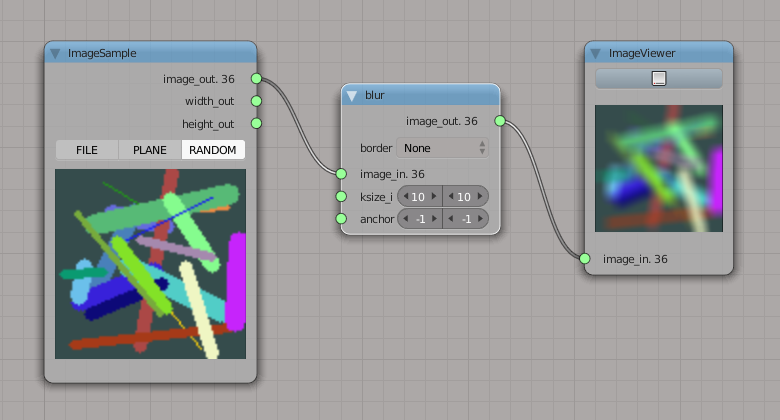 ImageSample
image_out. 36
width_out
height_out
FILE PLANE RANDOM
blur
image_out. 36
border None
image_in. 36
ksize_i 10 10
anchor -1 -1
ImageViewer
image_in. 36